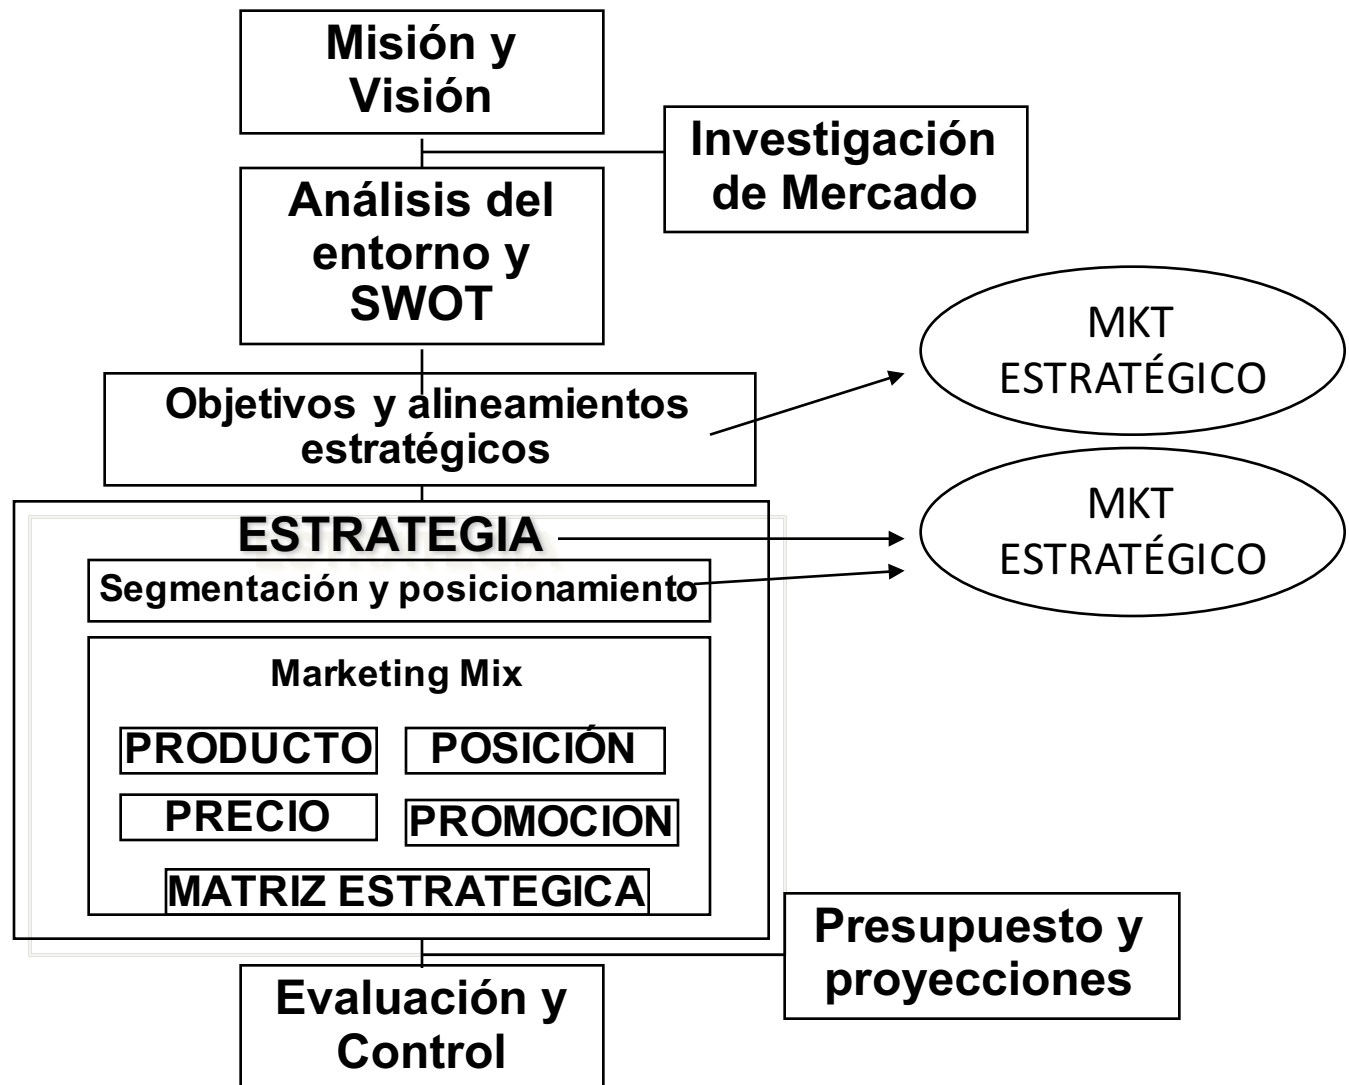 Misión y
Visión
Investigación
de Mercado
Análisis del
entorno y
SWOT
MKT
ESTRATÉGICO
Objetivos y alineamientos
estratégicos
MKT
ESTRATÉGICO
ESTRATEGIA
Segmentación y posicionamiento
Marketing Mix
PRODUCTO
POSICIÓN
PRECIO
PROMOCION
MATRIZ ESTRATEGICA
Presupuesto y
proyecciones
Evaluación y
Control